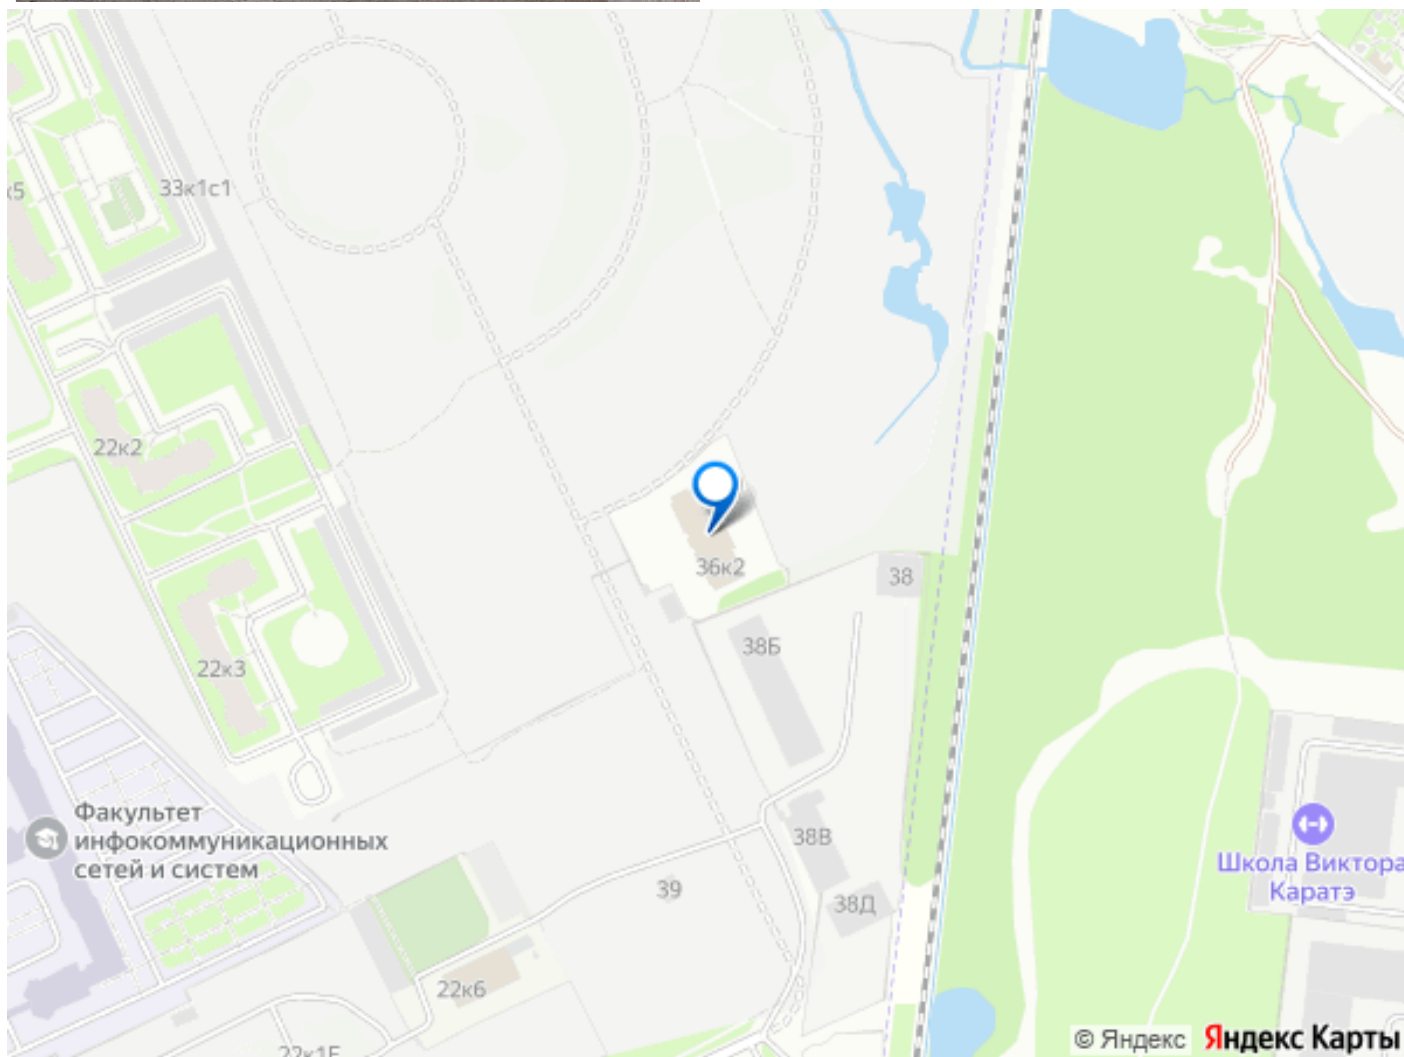 к5
33к1с1
22к2
36к2
38
38Б
22к3
Факультет
инфокоммуникационных
сетей и систем
38В
Школа Виктора
Каратэ
39
38Д
22к6
© Яндекс Яндекс Карты